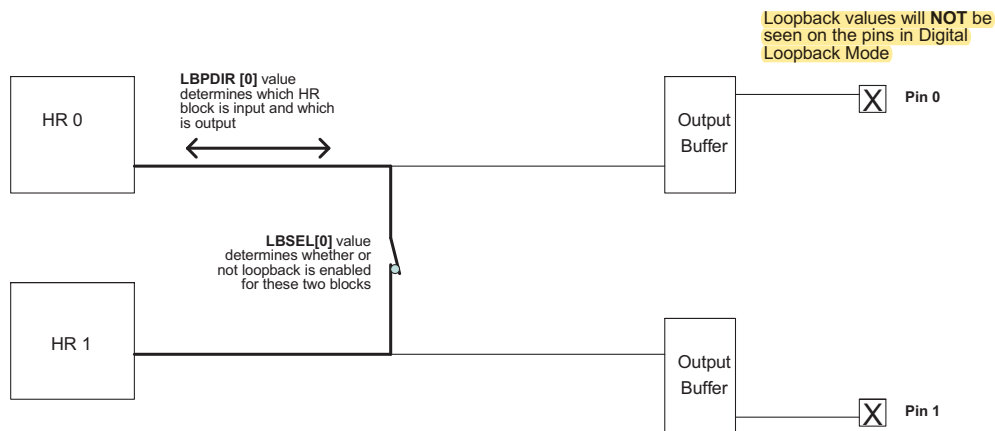 Loopback values will NOT be
seen on the pins in Digital
Loopback Mode
LBPDIR [0] value
determines which HR
block is input and which
is output
HR 0
Output
Buffer
X
Pin 0
LBSEL[0] value
determines whether or
not loopback is enabled
for these two blocks
HR 1
Output
Buffer
X
Pin 1